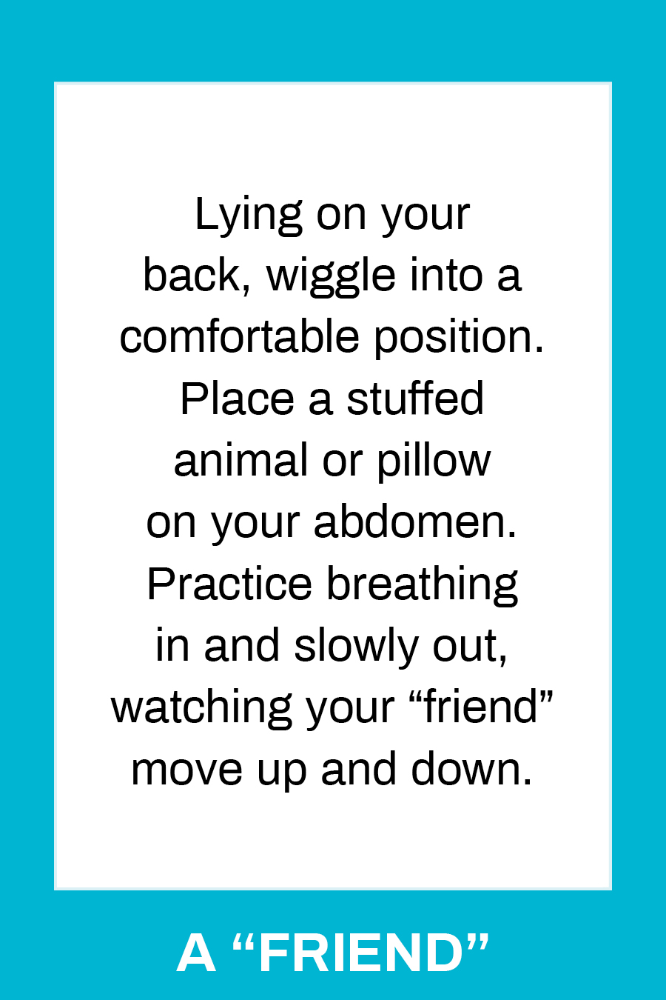 Lying on your
back, wiggle into a
comfortable position.
Place a stuffed
animal or pillow
on your abdomen.
Practice breathing
in and slowly out,
watching your “friend”
move up and down.
A “FRIEND”